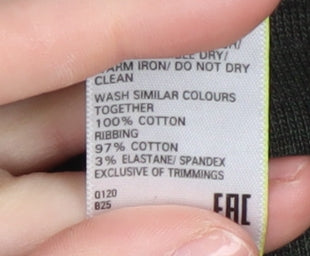 DRY/
WARM IRON/ DO NOT DRY
CLEAN
WASH SIMILAR COLOURS
TOGETHER
100% COTTON
RIBBING
97% COTTON
3% ELASTANE/ SPANDEX
EXCLUSIVE OF TRIMMINGS
0120
825
EAC